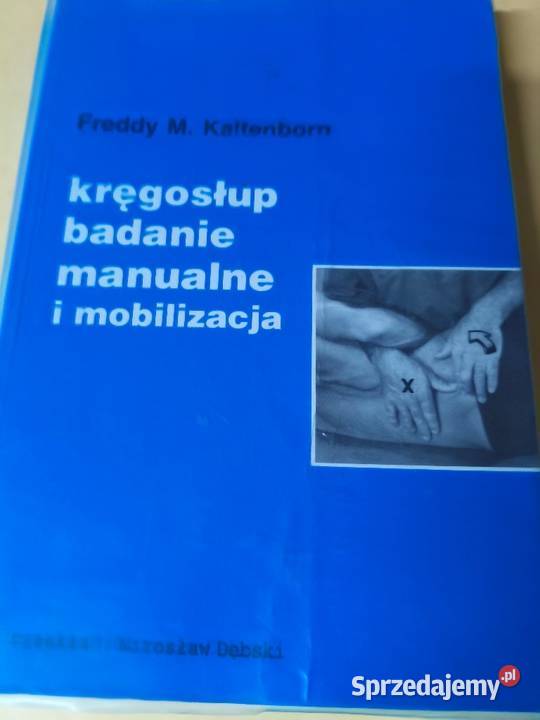 Freddy M. Kaltenborn
kręgosłup
badanie
manualne
i mobilizacja
X
Mirosław Dębski
Sprzedajemy.pl